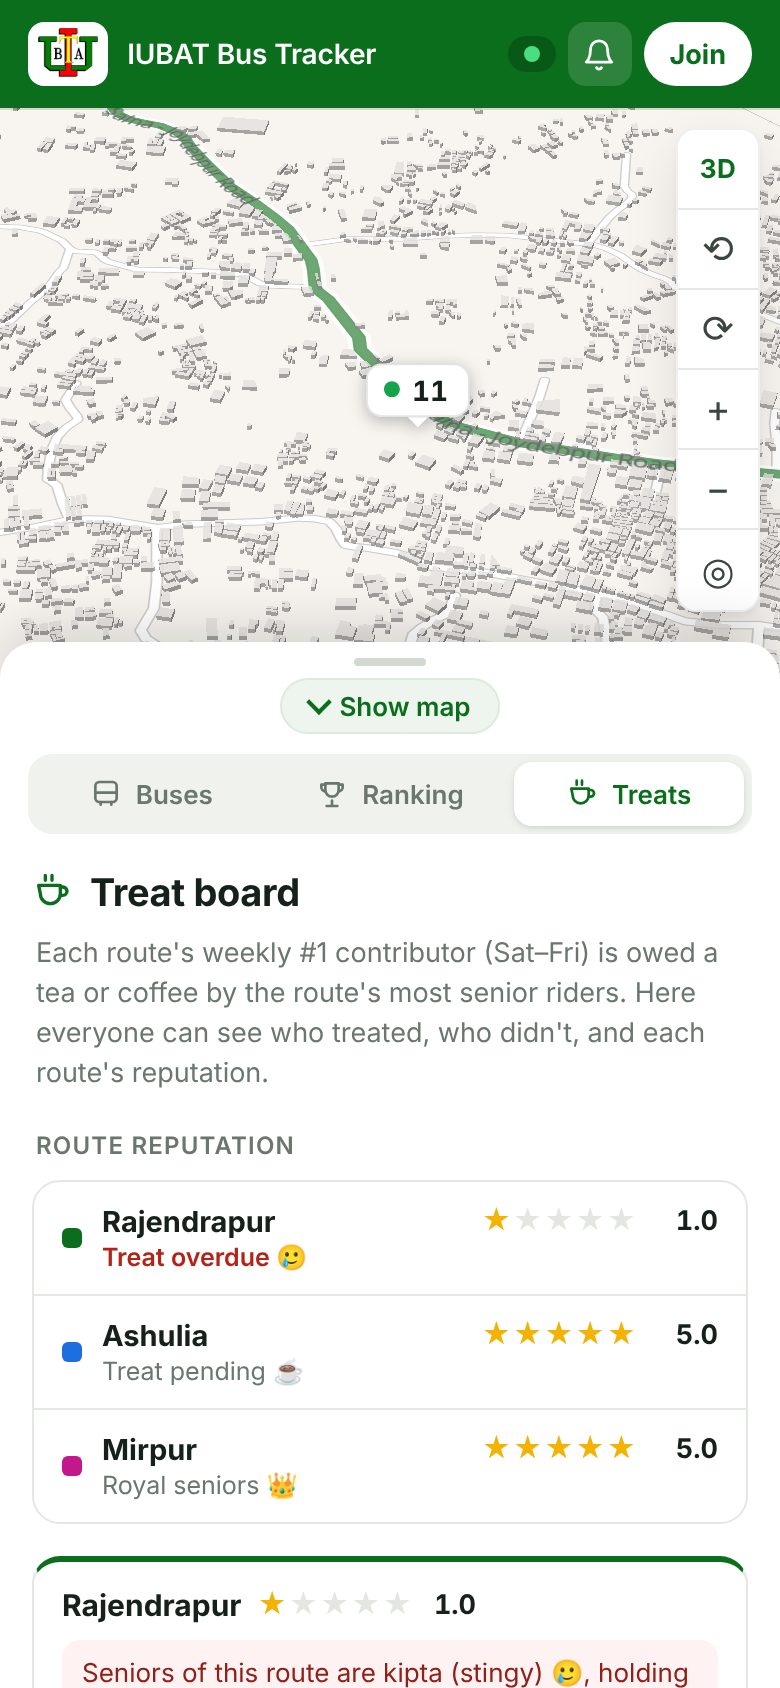 IUBAT Bus Tracker
Join
3D
11
Joydebpur Road
Show map
Buses
Ranking
Treats
Treat board
Each route's weekly #1 contributor (Sat–Fri) is owed a
tea or coffee by the route's most senior riders. Here
everyone can see who treated, who didn't, and each
route's reputation.
ROUTE REPUTATION
Rajendrapur
★★★★★ 1.0
Treat overdue 🥲
Ashulia
★★★★★ 5.0
Treat pending ☕
Mirpur
★★★★★ 5.0
Royal seniors 👑
Rajendrapur ★★★★★ 1.0
Seniors of this route are kipta (stingy) 🥲, holding